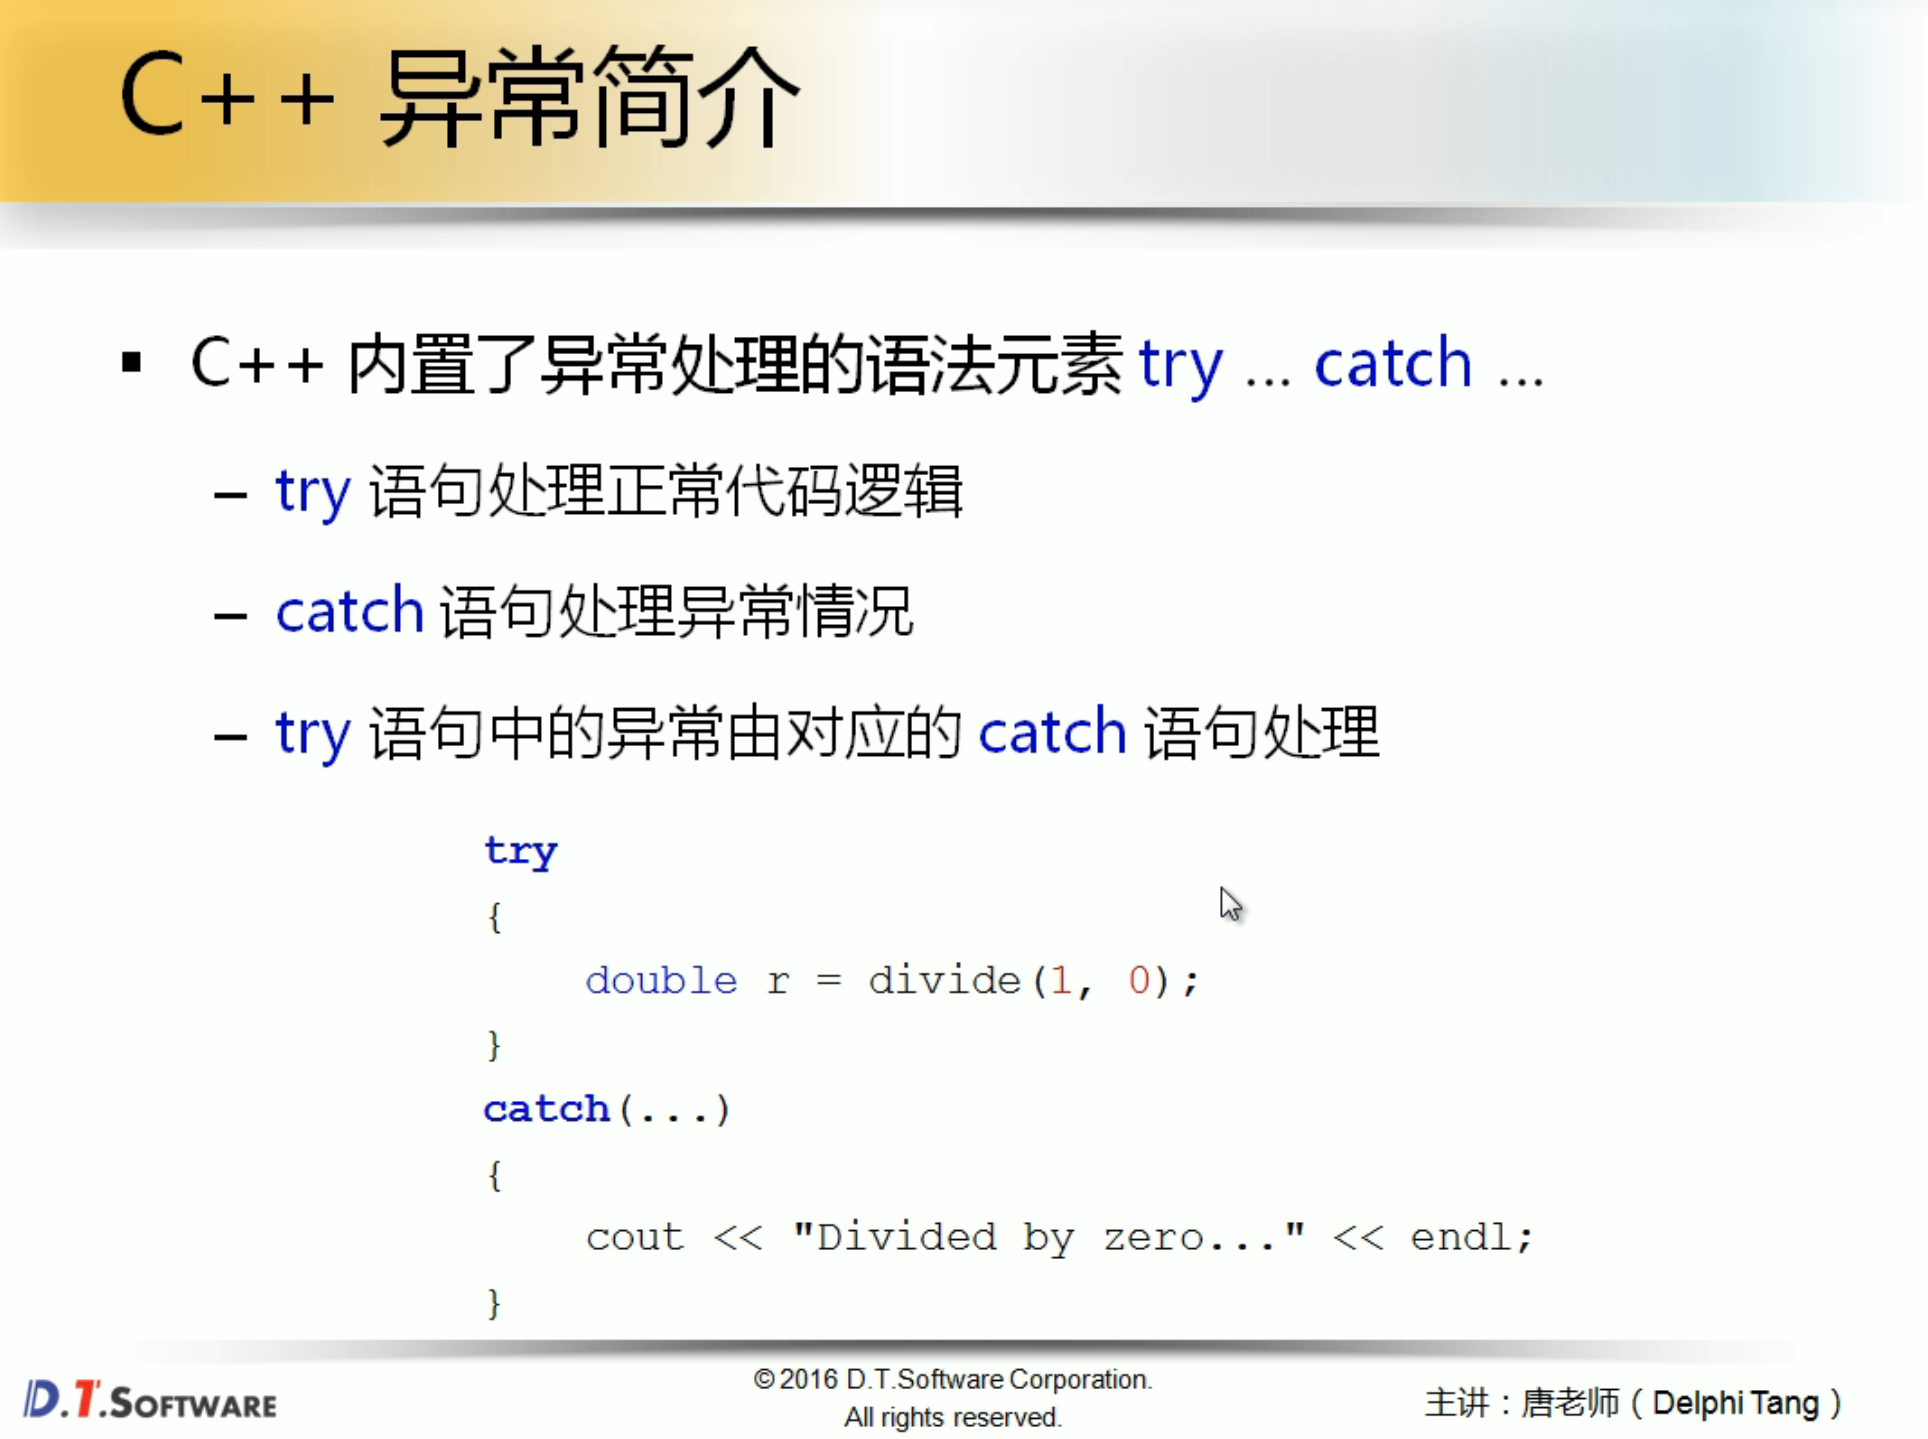 C++ 异常简介
▪ C++ 内置了异常处理的语法元素 try ... catch ...
– try 语句处理正常代码逻辑
– catch 语句处理异常情况
– try 语句中的异常由对应的 catch 语句处理
try
{
    double r = divide(1, 0);
}
catch(...)
{
    cout << "Divided by zero..." << endl;
}
D.T.SOFTWARE
© 2016 D.T.Software Corporation.
All rights reserved.
主讲：唐老师（Delphi Tang）